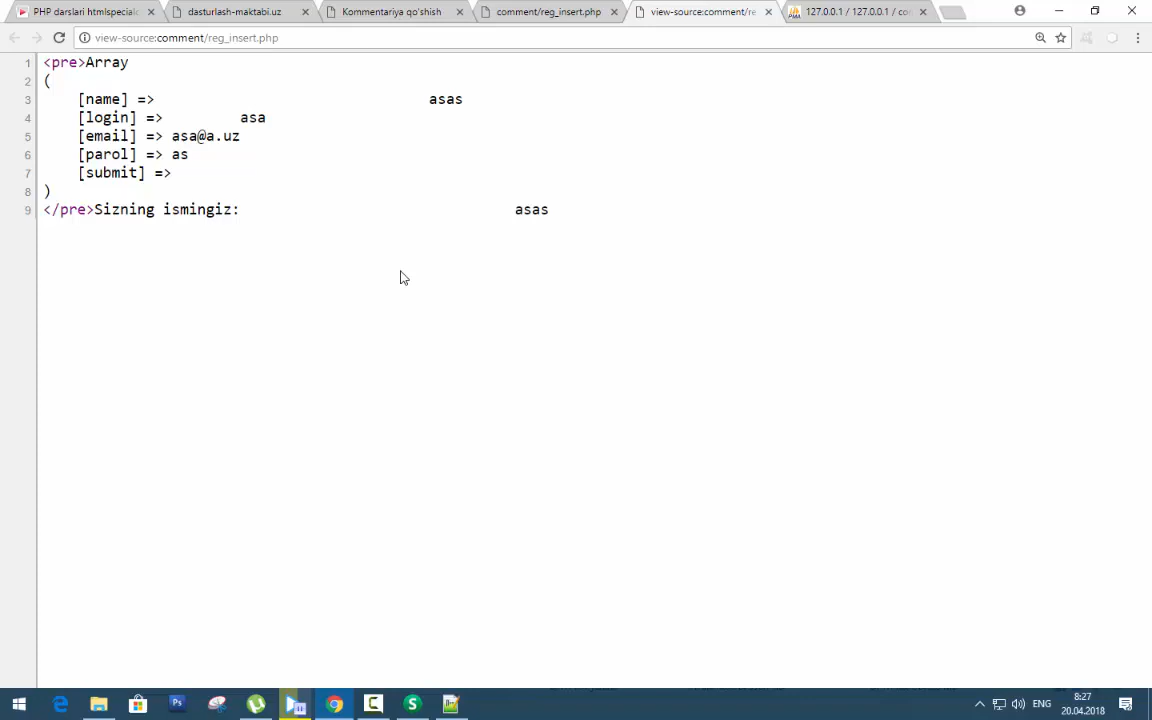 PHP darslari htmlspecialc
dasturlash-maktabi.uz
Kommentariya qo'shish
comment/reg_insert.php
view-source:comment/re
127.0.0.1 / 127.0.0.1 / co
view-source:comment/reg_insert.php
1 <pre>Array
2 (
3 [name] => asas
4 [login] => asa
5 [email] => asa@a.uz
6 [parol] => as
7 [submit] =>
8 )
9 </pre>Sizning ismingiz: asas
ENG
8:27
20.04.2018